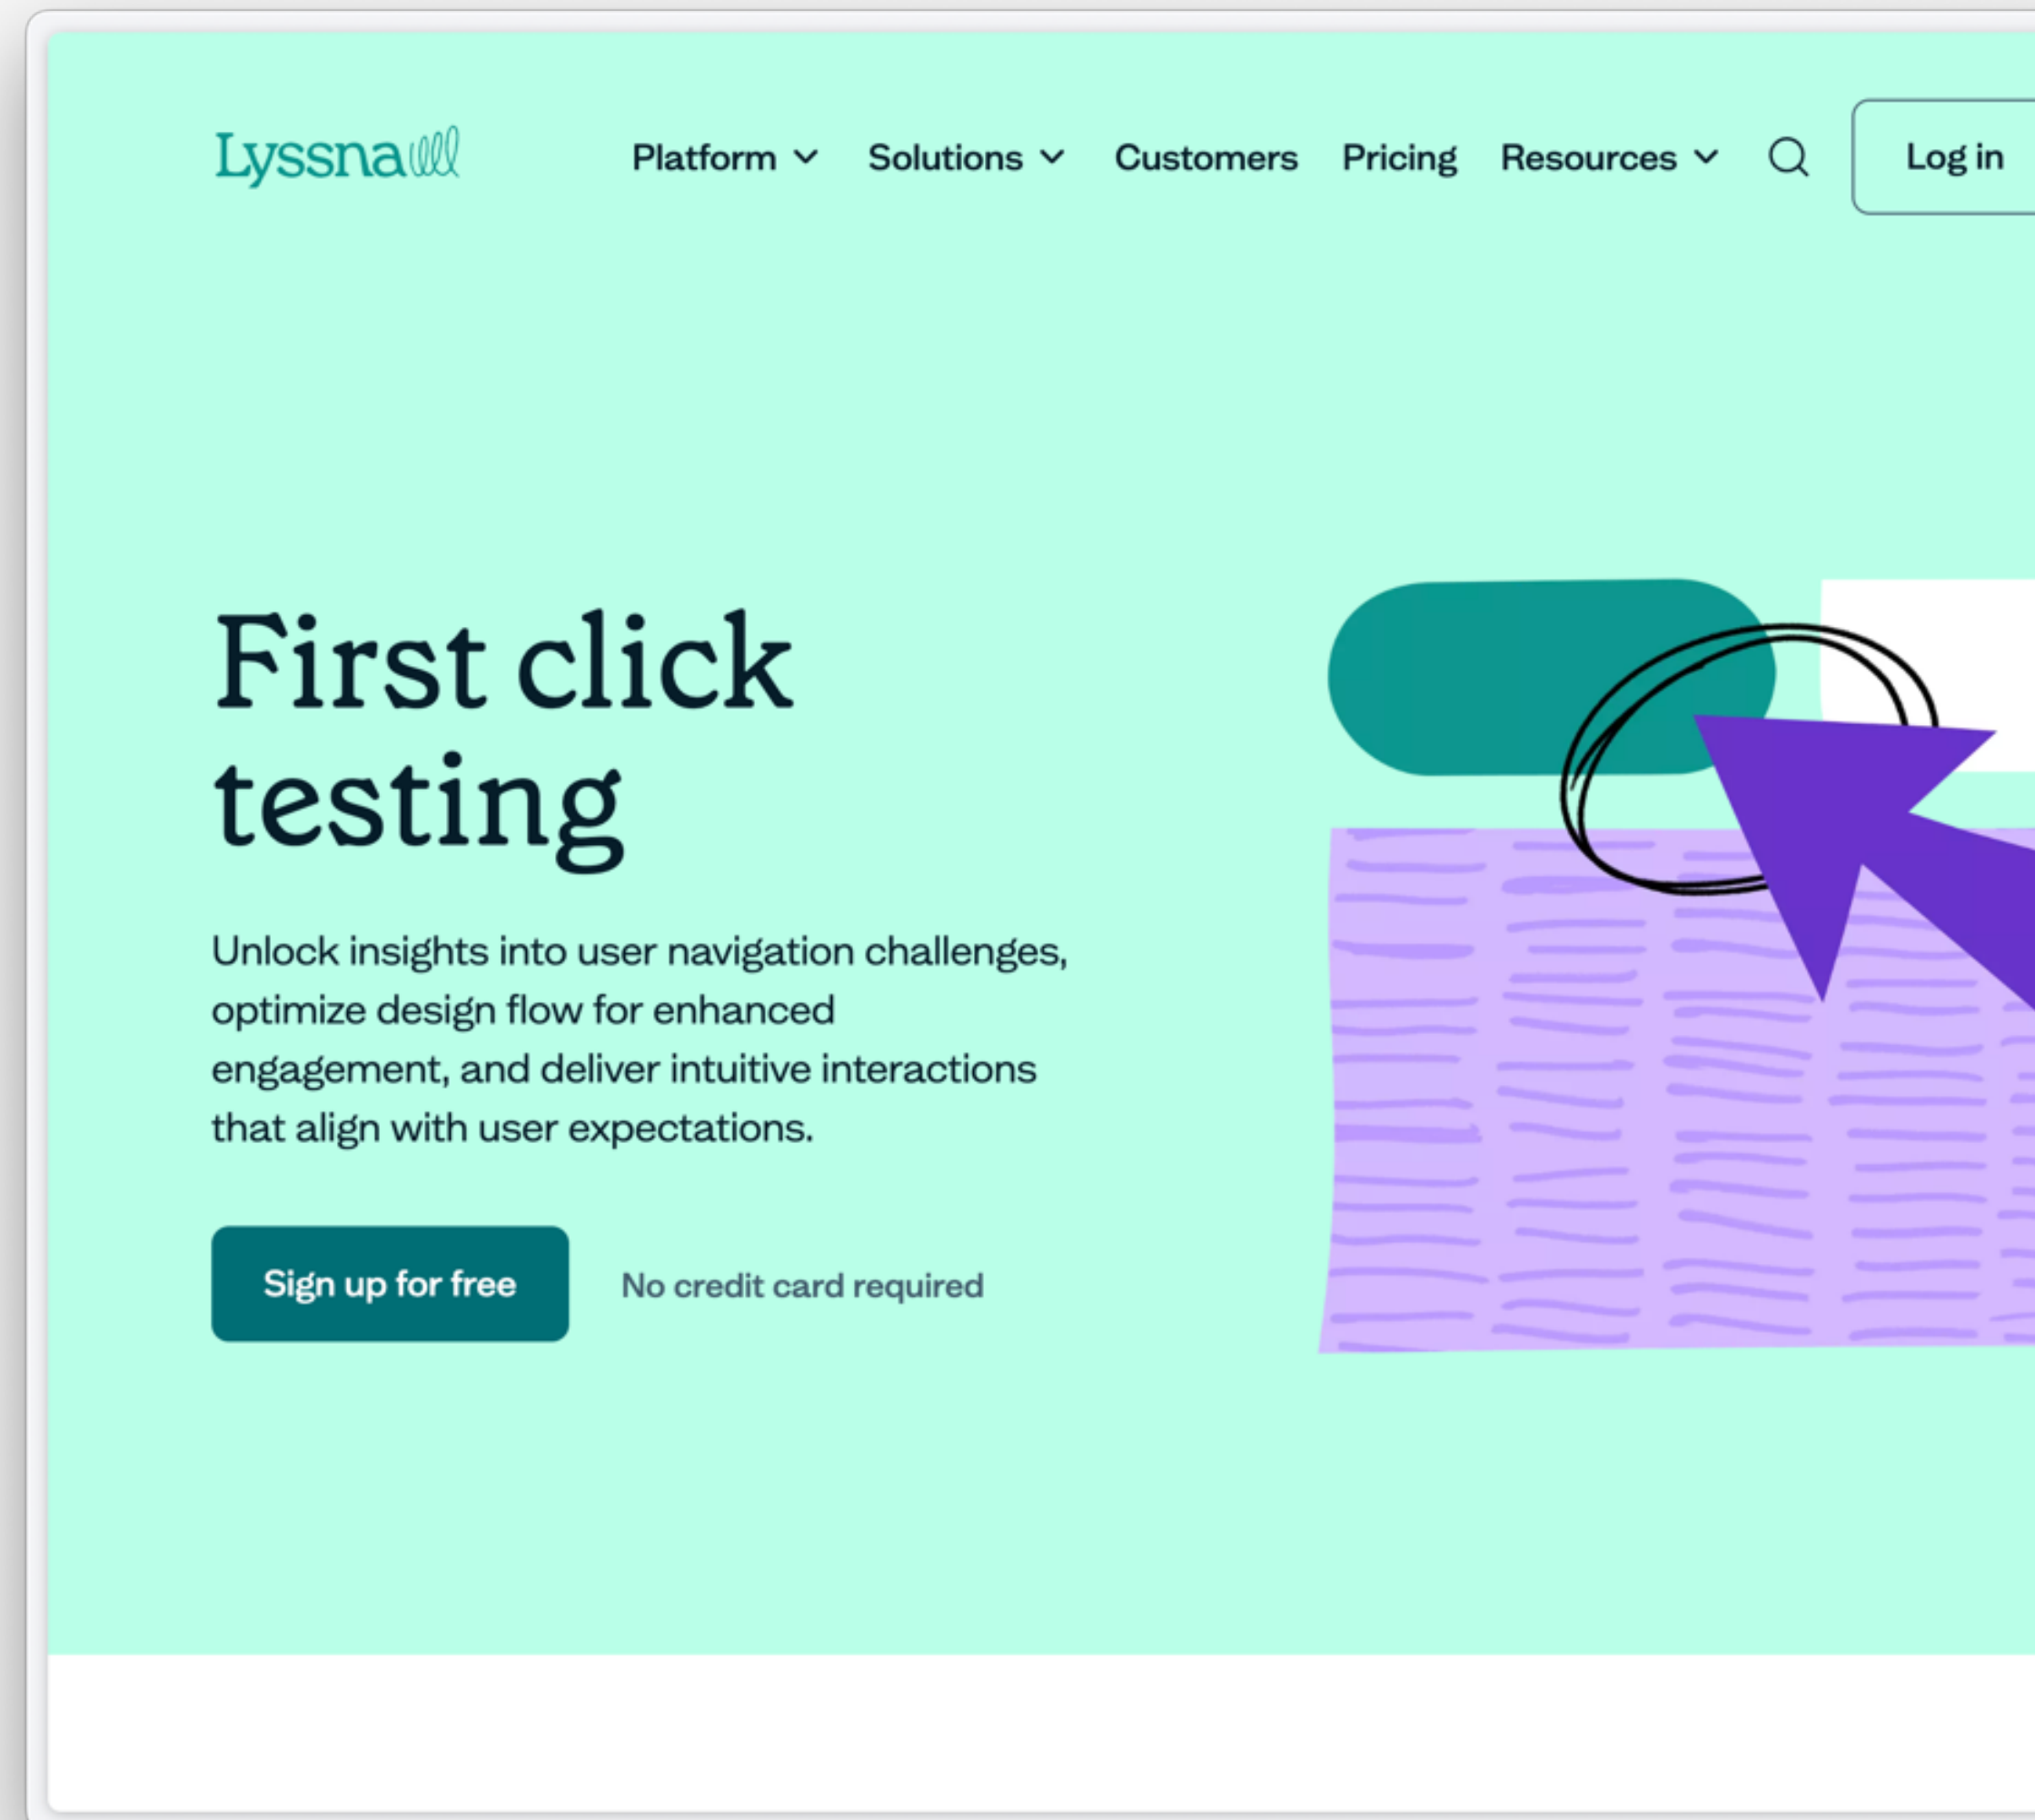 Lyssna
Platform Solutions Customers Pricing Resources Log in
First click
testing
Unlock insights into user navigation challenges,
optimize design flow for enhanced
engagement, and deliver intuitive interactions
that align with user expectations.
Sign up for free No credit card required